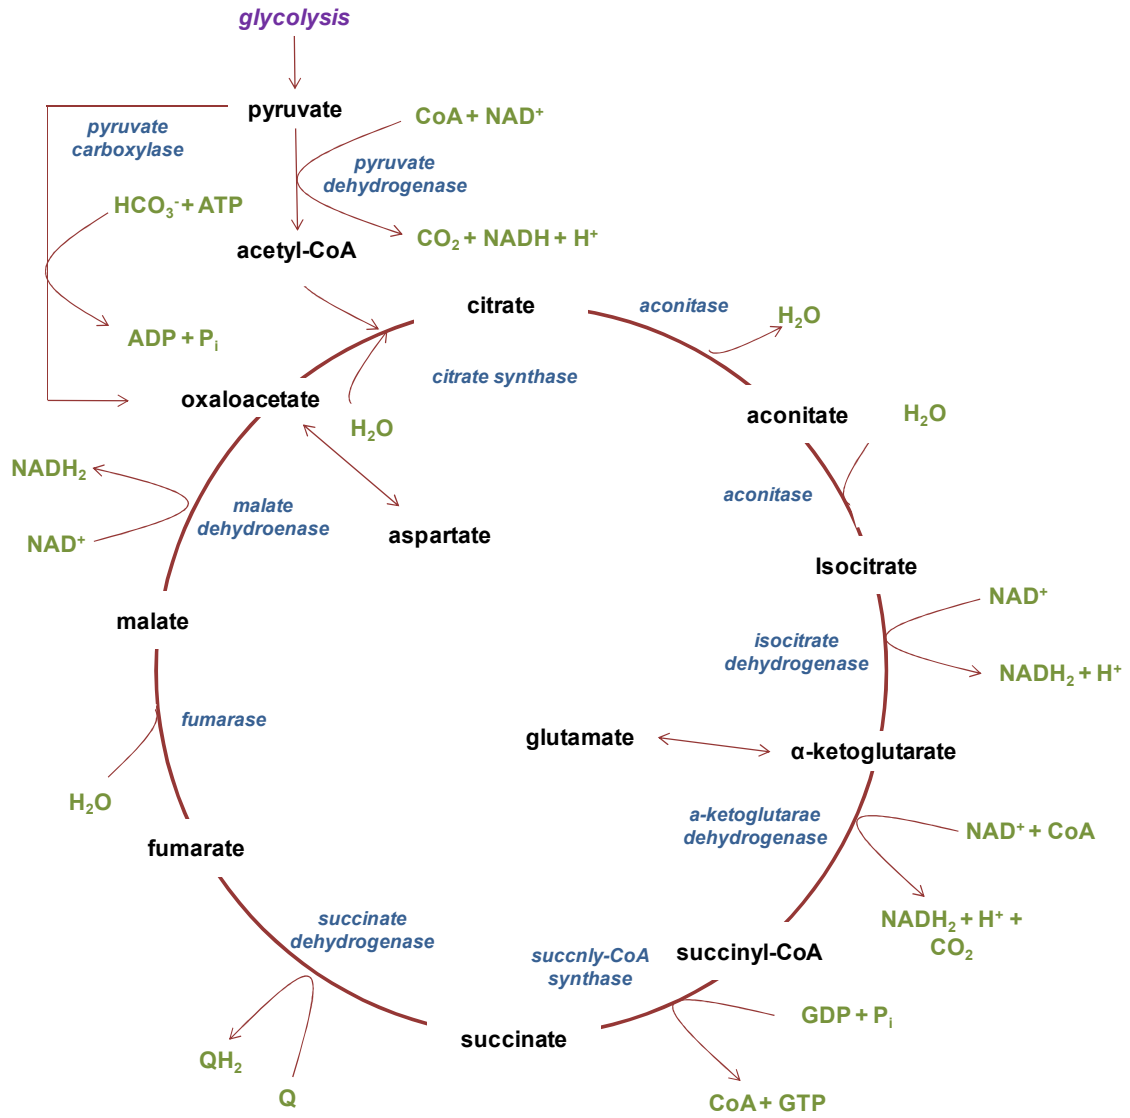 glycolysis
pyruvate
CoA + NAD⁺
pyruvate
carboxylase
pyruvate
dehydrogenase
HCO₃⁻ + ATP
CO₂ + NADH + H⁺
acetyl-CoA
citrate
aconitase
H₂O
ADP + Pᵢ
citrate synthase
oxaloacetate
H₂O
aconitate
H₂O
NADH₂
aconitase
malate
dehydroenase
aspartate
NAD⁺
Isocitrate
NAD⁺
malate
isocitrate
dehydrogenase
NADH₂ + H⁺
fumarase
glutamate
α-ketoglutarate
H₂O
a-ketoglutarae
dehydrogenase
NAD⁺ + CoA
fumarate
succinate
dehydrogenase
NADH₂ + H⁺ +
CO₂
succnly-CoA
synthase
succinyl-CoA
GDP + Pᵢ
succinate
QH₂
Q
CoA + GTP